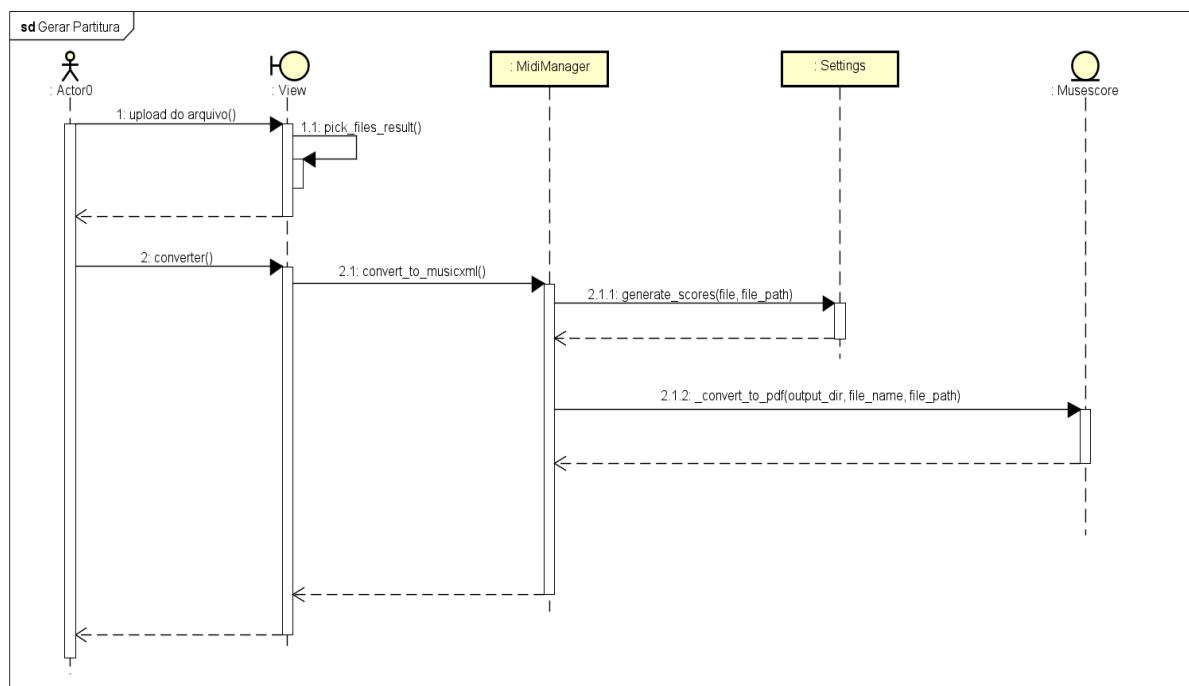 sd Gerar Partitura
: Actor0
: View
: MidiManager
: Settings
: Musescore
1: upload do arquivo()
1.1: pick_files_result()
2: converter()
2.1: convert_to_musicxml()
2.1.1: generate_scores(file, file_path)
2.1.2: _convert_to_pdf(output_dir, file_name, file_path)